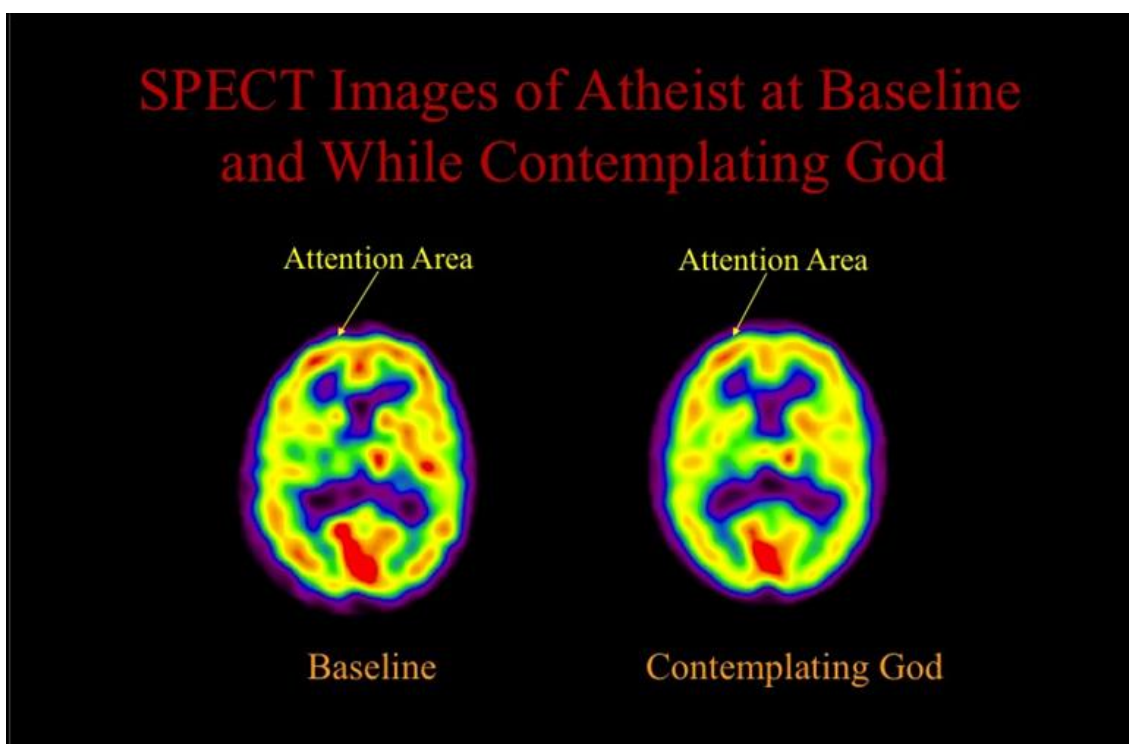 SPECT Images of Atheist at Baseline
and While Contemplating God
Attention Area
Attention Area
Baseline
Contemplating God